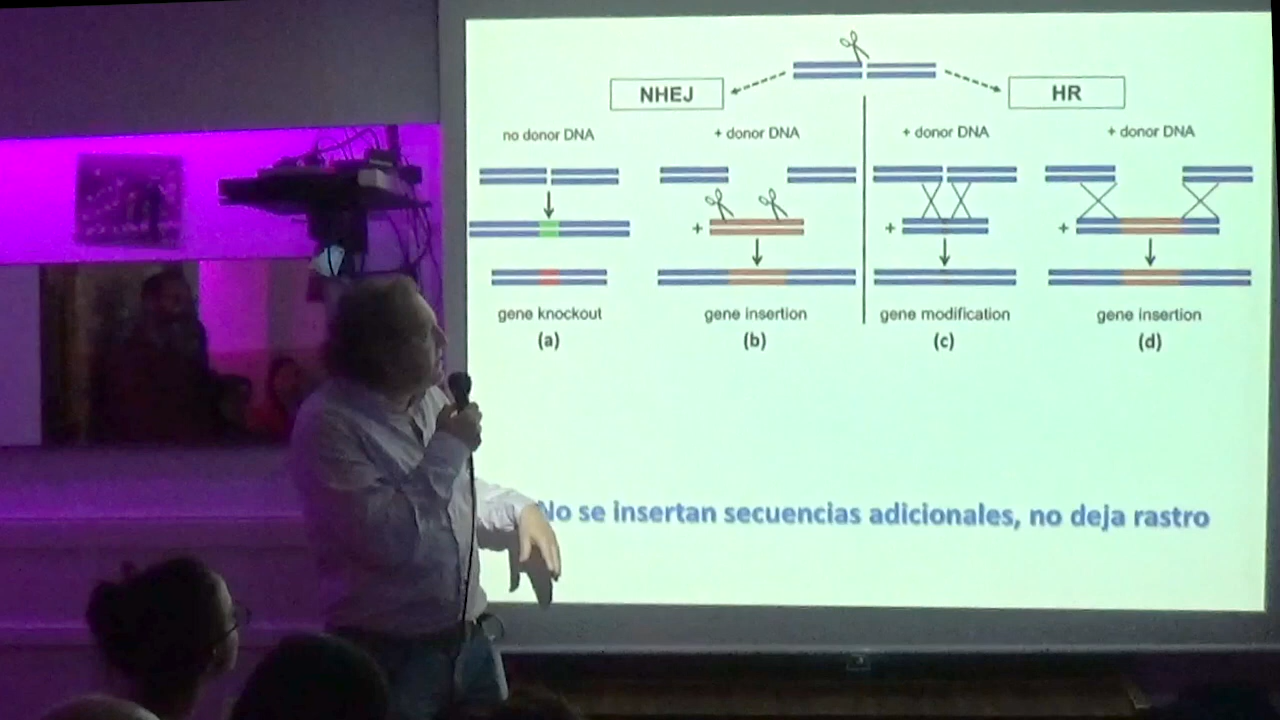 NHEJ
HR
no donor DNA
+ donor DNA
+ donor DNA
+ donor DNA
+
+
+
gene knockout
gene insertion
gene modification
gene insertion
(a)
(b)
(c)
(d)
No se insertan secuencias adicionales, no deja rastro